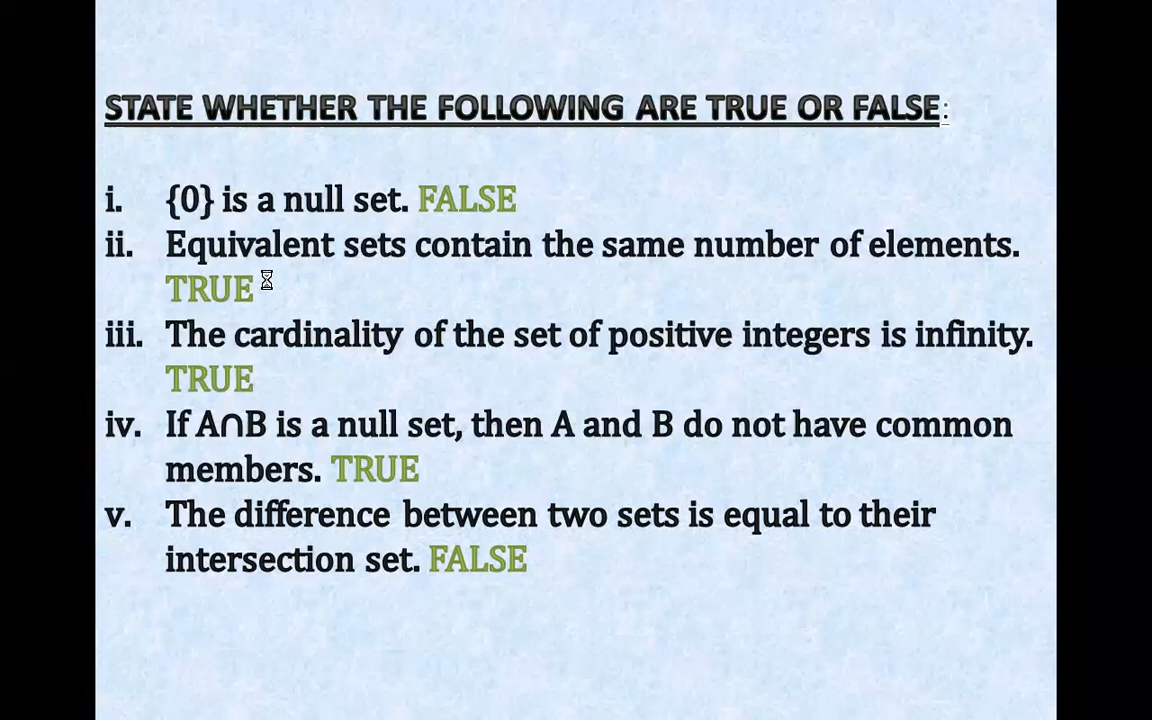 STATE WHETHER THE FOLLOWING ARE TRUE OR FALSE:
i. {0} is a null set. FALSE
ii. Equivalent sets contain the same number of elements.
TRUE
iii. The cardinality of the set of positive integers is infinity.
TRUE
iv. If A∩B is a null set, then A and B do not have common
members. TRUE
v. The difference between two sets is equal to their
intersection set. FALSE